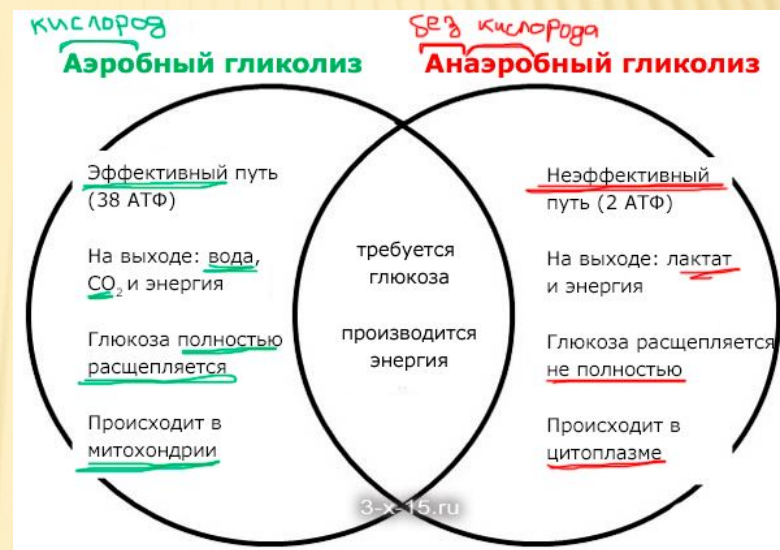 кислород
без кислорода
Аэробный гликолиз
Анаэробный гликолиз
Эффективный путь
(38 АТФ)
На выходе: вода,
CO₂ и энергия
Глюкоза полностью
расщепляется
Происходит в
митохондрии
требуется
глюкоза
производится
энергия
Неэффективный
путь (2 АТФ)
На выходе: лактат
и энергия
Глюкоза расщепляется
не полностью
Происходит в
цитоплазме
3-x-15.ru